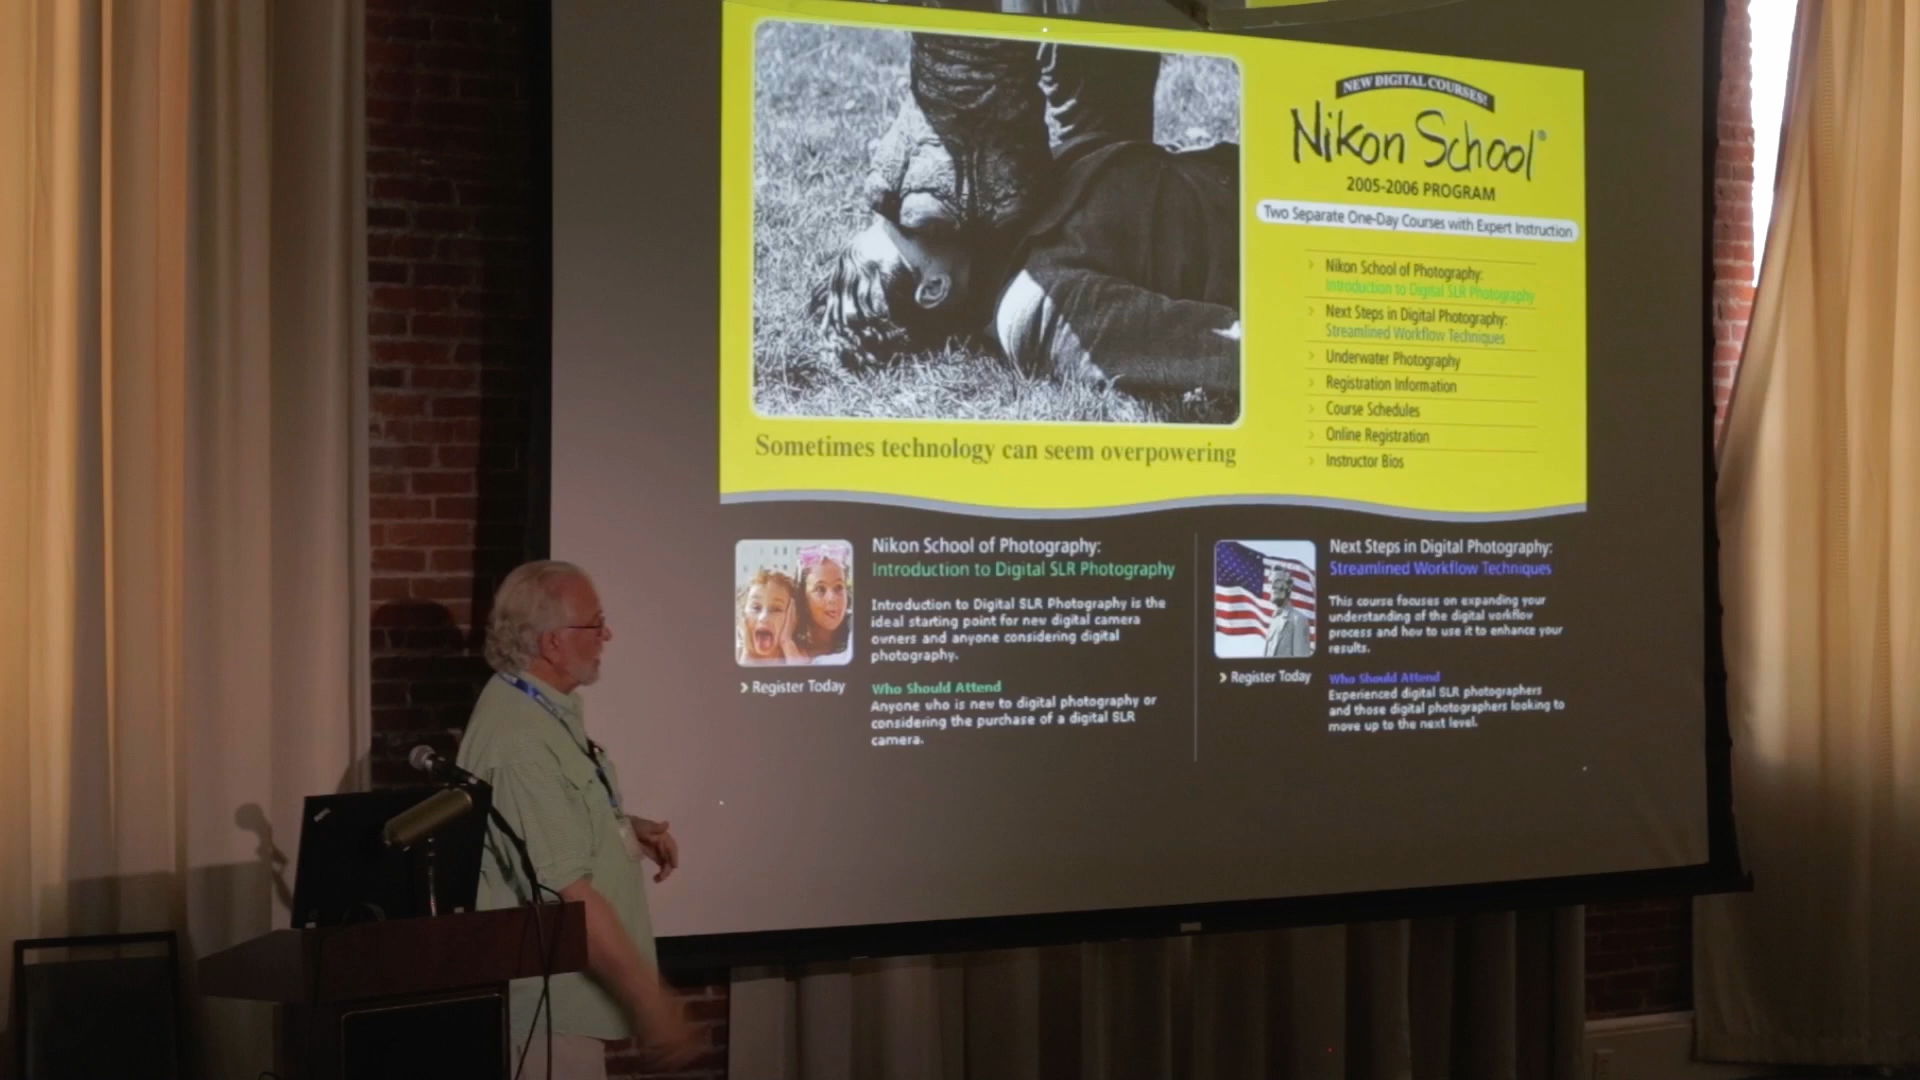 NEW DIGITAL COURSES!
Nikon School®
2005-2006 PROGRAM
Two Separate One-Day Courses with Expert Instruction
Nikon School of Photography:
Introduction to Digital SLR Photography
Next Steps in Digital Photography:
Streamlined Workflow Techniques
Underwater Photography
Registration Information
Course Schedules
Online Registration
Instructor Bios
Sometimes technology can seem overpowering
Nikon School of Photography:
Introduction to Digital SLR Photography
Introduction to Digital SLR Photography is the
ideal starting point for new digital camera
owners and anyone considering digital
photography.
> Register Today
Who Should Attend
Anyone who is new to digital photography or
considering the purchase of a digital SLR
camera.
Next Steps in Digital Photography:
Streamlined Workflow Techniques
This course focuses on expanding your
understanding of the digital workflow
process and how to use it to enhance your
results.
> Register Today
Who Should Attend
Experienced digital SLR photographers
and those digital photographers looking to
move up to the next level.